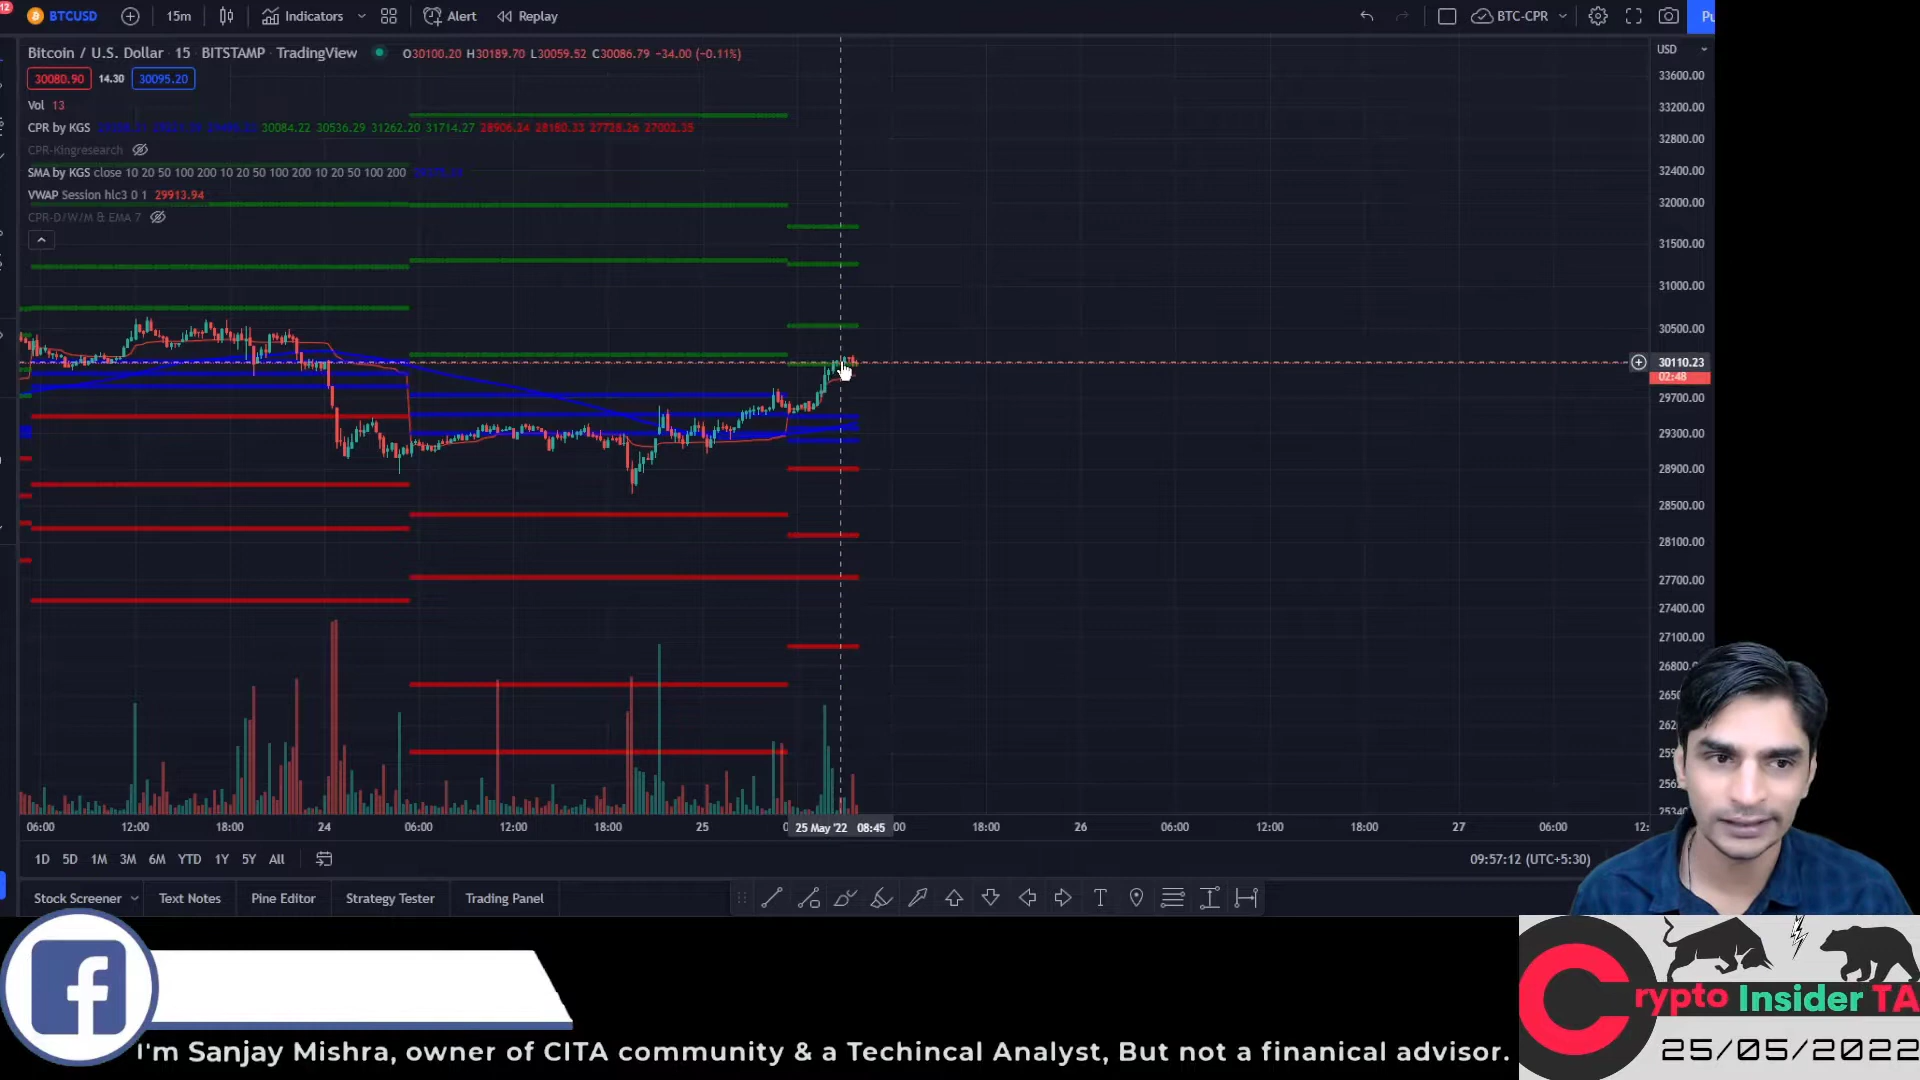 12
BTCUSD 15m Indicators Alert Replay BTC-CPR
Bitcoin / U.S. Dollar · 15 · BITSTAMP · TradingView O30100.20 H30189.70 L30059.52 C30086.79 −34.00 (−0.11%)
30080.90 14.30 30095.20
Vol 13
CPR by KGS 30084.22 30536.29 31262.20 31714.27 28906.24 28180.33 27728.26 27002.35
CPR-Kingresearch
SMA by KGS close 10 20 50 100 200 10 20 50 100 200 10 20 50 100 200
VWAP Session hlc3 0 1 29913.94
CPR-D/W/M & EMA 7
USD
33600.00
33200.00
32800.00
32400.00
32000.00
31500.00
31000.00
30500.00
30110.23
02:48
29700.00
29300.00
28900.00
28500.00
28100.00
27700.00
27400.00
27100.00
06:00 12:00 18:00 24 06:00 12:00 18:00 25 25 May '22 08:45 18:00 26 06:00 12:00 18:00 27 06:00
1D 5D 1M 3M 6M YTD 1Y 5Y All 09:57:12 (UTC+5:30)
Stock Screener Text Notes Pine Editor Strategy Tester Trading Panel
Crypto Insider TA
25/05/2022
I'm Sanjay Mishra, owner of CITA community & a Techincal Analyst, But not a finanical advisor.